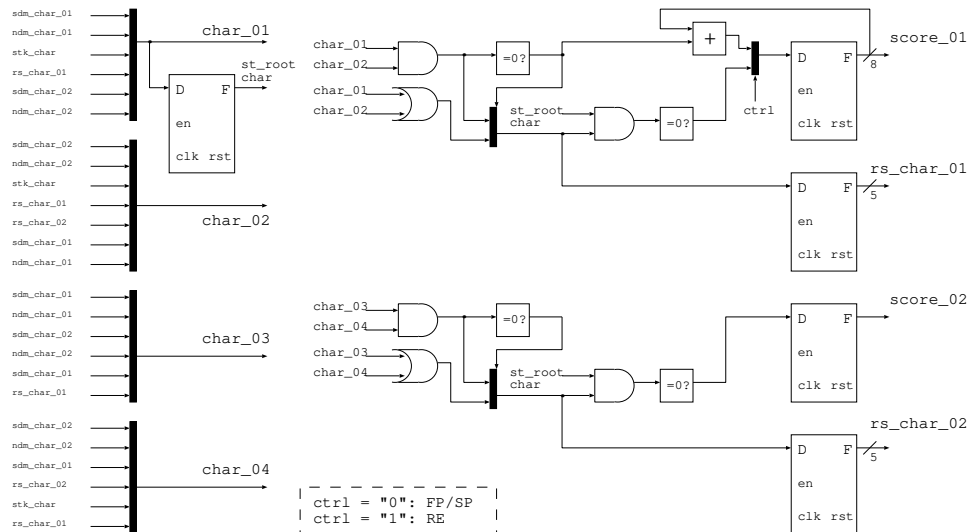 sdm_char_01
ndm_char_01
stk_char
rs_char_01
sdm_char_02
ndm_char_02
char_01
st_root
char
D F
en
clk rst
sdm_char_02
ndm_char_02
stk_char
rs_char_01
rs_char_02
sdm_char_01
ndm_char_01
char_02
char_01
char_02
char_01
char_02
=0?
+
st_root
char
=0?
ctrl
D F
en
clk rst
score_01
8
D F
en
clk rst
rs_char_01
5
sdm_char_01
ndm_char_01
sdm_char_02
ndm_char_02
sdm_char_01
rs_char_01
char_03
char_03
char_04
char_03
char_04
=0?
st_root
char
=0?
D F
en
clk rst
score_02
sdm_char_02
ndm_char_02
sdm_char_01
rs_char_02
stk_char
rs_char_01
char_04
D F
en
clk rst
rs_char_02
5
ctrl = "0": FP/SP
ctrl = "1": RE